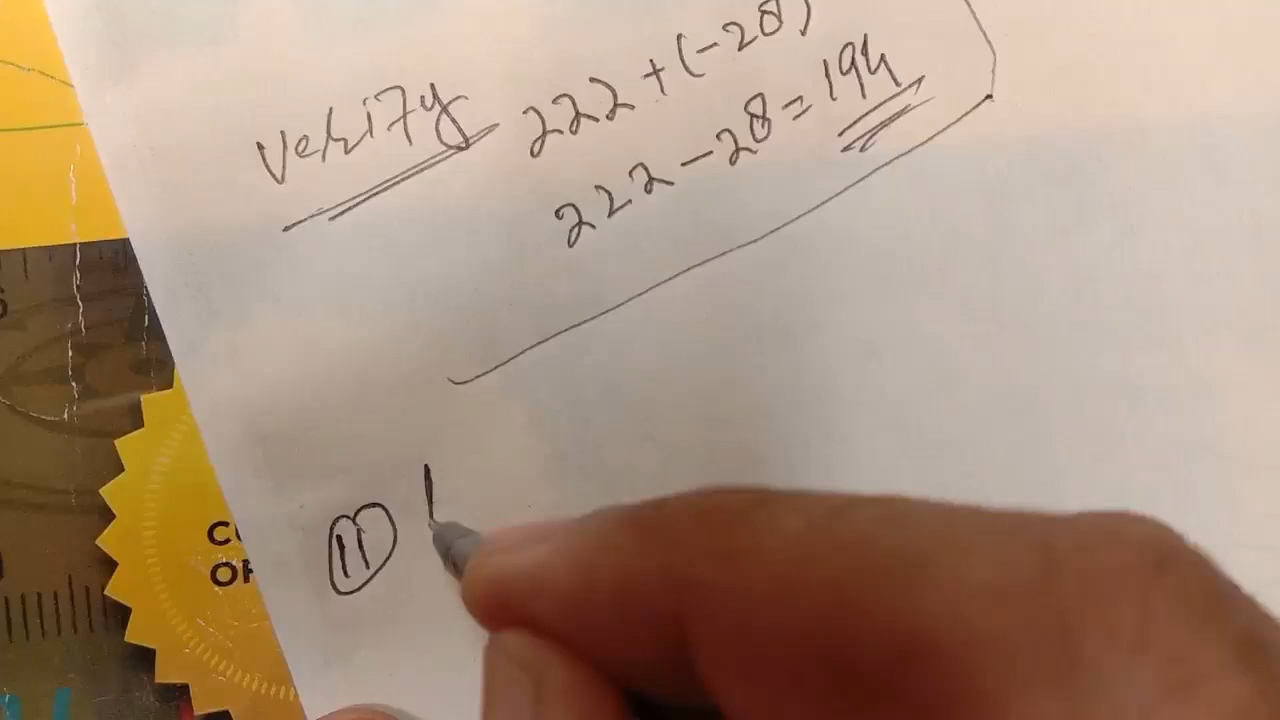 Verify 222 + (-28)
222 - 28 = 194
11